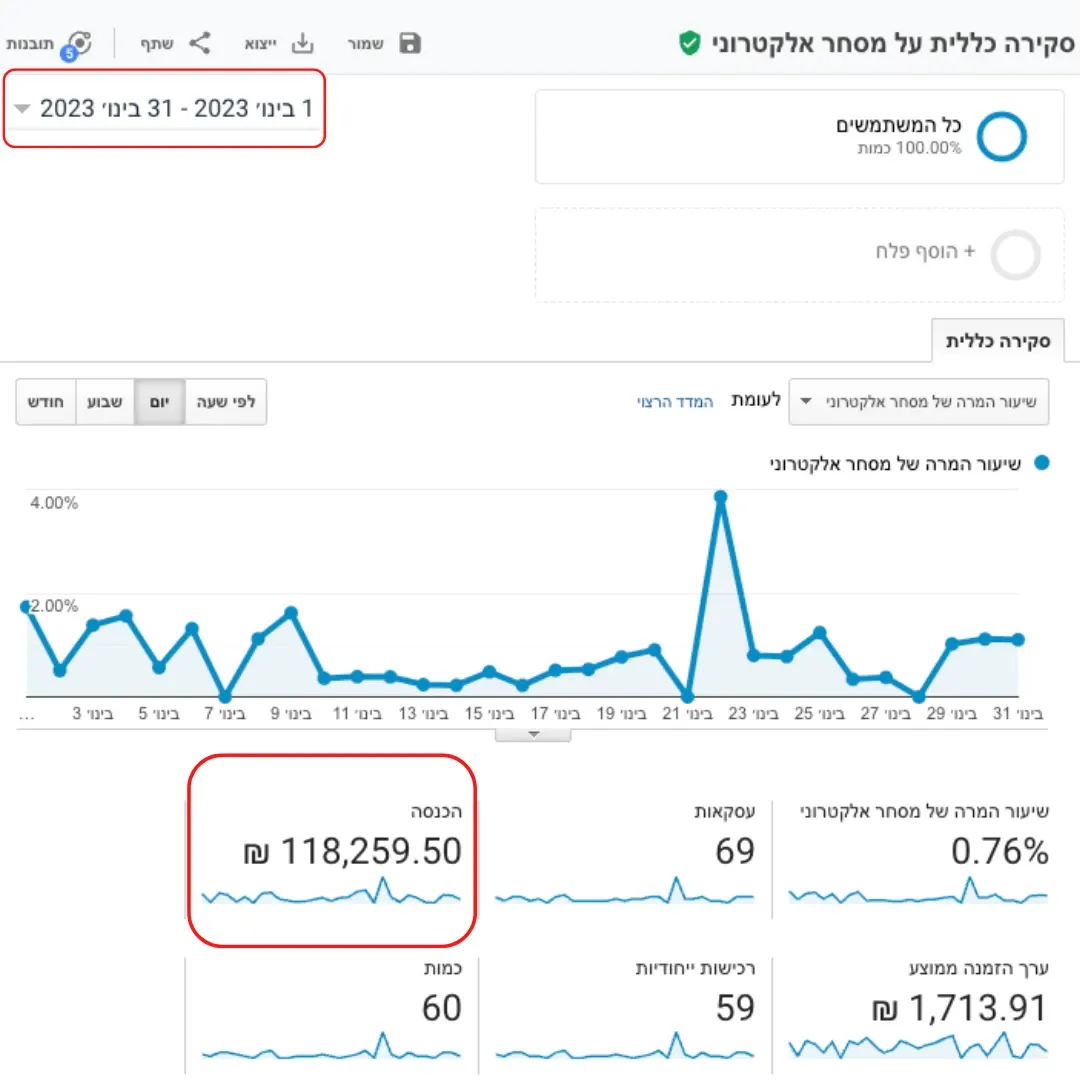 סקירה כללית על מסחר אלקטרוני
שמור
ייצוא
שתף
תובנות
5
1 בינו׳ 2023 - 31 בינו׳ 2023
כל המשתמשים
100.00% כמות
+ הוסף פלח
סקירה כללית
שיעור המרה של מסחר אלקטרוני
לעומת
המדד הרצוי
לפי שעה
יום
שבוע
חודש
שיעור המרה של מסחר אלקטרוני
4.00%
2.00%
...
3 בינו׳
5 בינו׳
7 בינו׳
9 בינו׳
11 בינו׳
13 בינו׳
15 בינו׳
17 בינו׳
19 בינו׳
21 בינו׳
23 בינו׳
25 בינו׳
27 בינו׳
29 בינו׳
31 בינו׳
שיעור המרה של מסחר אלקטרוני
0.76%
עסקאות
69
הכנסה
118,259.50 ₪
ערך הזמנה ממוצע
1,713.91 ₪
רכישות ייחודיות
59
כמות
60